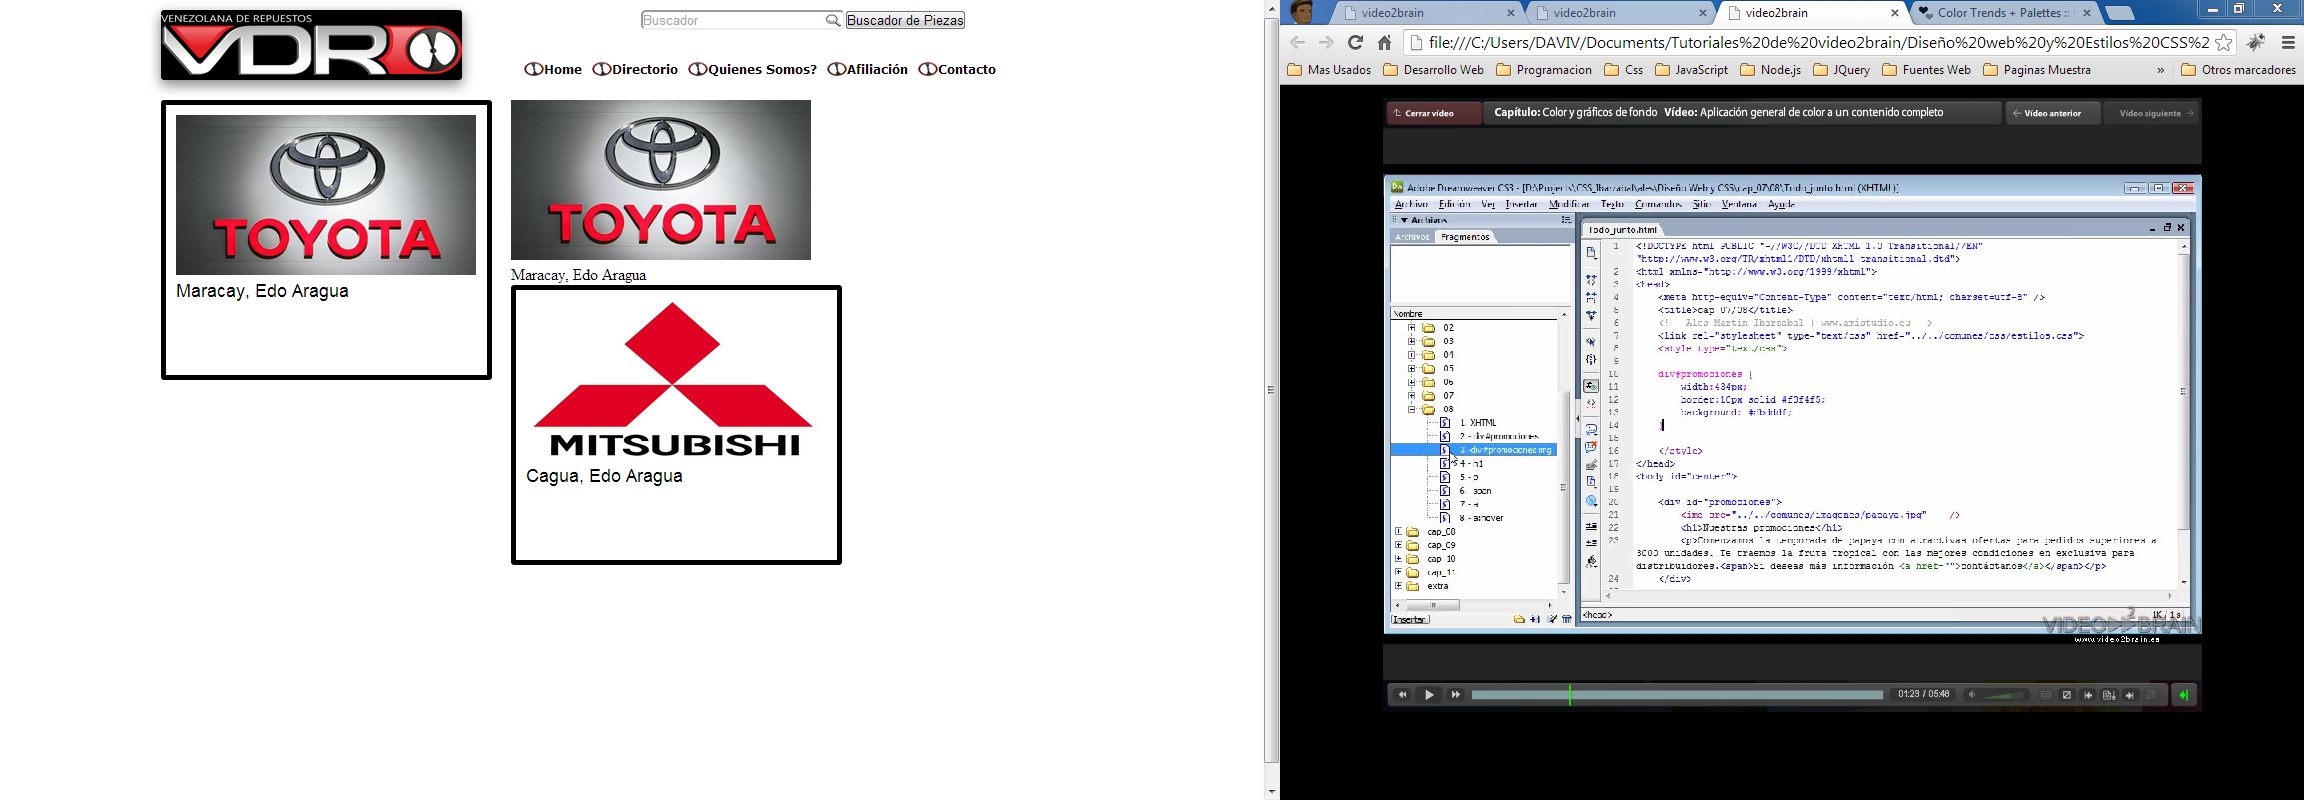 VENEZOLANA DE REPUESTOS
VDR
Buscador
Buscador de Piezas
Home
Directorio
Quienes Somos?
Afiliación
Contacto
TOYOTA
Maracay, Edo Aragua
TOYOTA
Maracay, Edo Aragua
MITSUBISHI
Cagua, Edo Aragua
video2brain
video2brain
video2brain
Color Trends + Palettes ::
file:///C:/Users/DAVIV/Documents/Tutoriales%20de%20video2brain/Diseño%20web%20y%20Estilos%20CSS%2
Mas Usados
Desarrollo Web
Programacion
Css
JavaScript
Node.js
JQuery
Fuentes Web
Paginas Muestra
»
Otros marcadores
Cerrar vídeo
Capítulo: Color y gráficos de fondo Vídeo: Aplicación general de color a un contenido completo
Vídeo anterior
Vídeo siguiente
Adobe Dreamweaver CS3 - [D:\Projects\CSS_Ibarzabal\ales\Diseño Web y CSS\cap_07\08\Todo_junto.html (XHTML)]
Archivo Edición Ver Insertar Modificar Texto Comandos Sitio Ventana Ayuda
Archivos
Archivos
Fragmentos
Nombre
02
03
04
05
06
07
08
1. XHTML
2.- div#promociones
3.-div#promociones img
4.- h1
5.- p
6.- span
7.- a
8.- a:hover
cap_08
cap_09
cap_10
cap_11
extra
Insertar
Todo_junto.html
1 <!DOCTYPE html PUBLIC "-//W3C//DTD XHTML 1.0 Transitional//EN"
"http://www.w3.org/TR/xhtml1/DTD/xhtml1-transitional.dtd">
2 <html xmlns="http://www.w3.org/1999/xhtml">
3 <head>
4 <meta http-equiv="Content-Type" content="text/html; charset=utf-8" />
5 <title>cap 07/08</title>
6 <!-- Ales Martin Ibarzabal | www.amistudio.eu -->
7 <link rel="stylesheet" type="text/css" href="../../comunes/css/estilos.css">
8 <style type="text/css">
9
10 div#promociones {
11 width:434px;
12 border:10px solid #f3f4f5;
13 background: #dbdddf;
14 }
15
16 </style>
17 </head>
18 <body id="center">
19
20 <div id="promociones">
21 <img src="../../comunes/imagenes/papaya.jpg" />
22 <h1>Nuestras promociones</h1>
23 <p>Comenzamos la temporada de papaya con atractivas ofertas para pedidos superiores a
3000 unidades. Te traemos la fruta tropical con las mejores condiciones en exclusiva para
distribuidores.<span>Si deseas más información <a href="">contáctanos</a></span></p>
24 </div>
<head>
1K / 1 s
VIDEO2BRAIN
www.video2brain.es
01:23 / 05:48